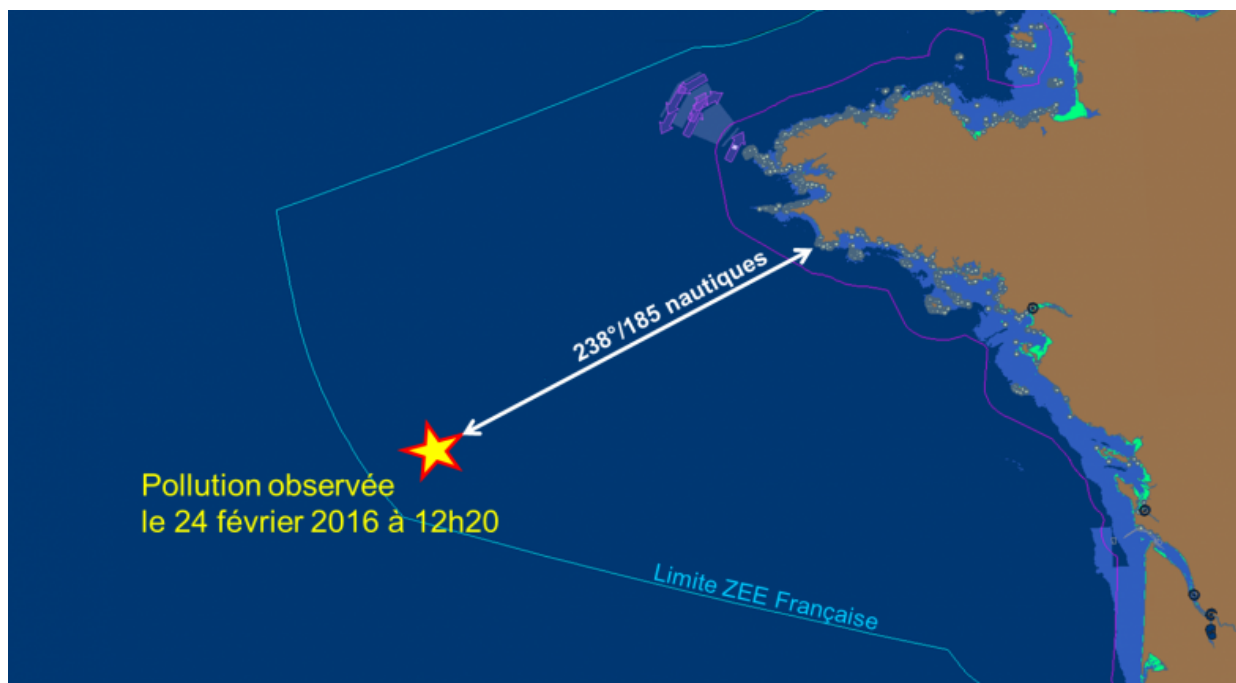 238°/185 nautiques
Pollution observée
le 24 février 2016 à 12h20
Limite ZEE Française